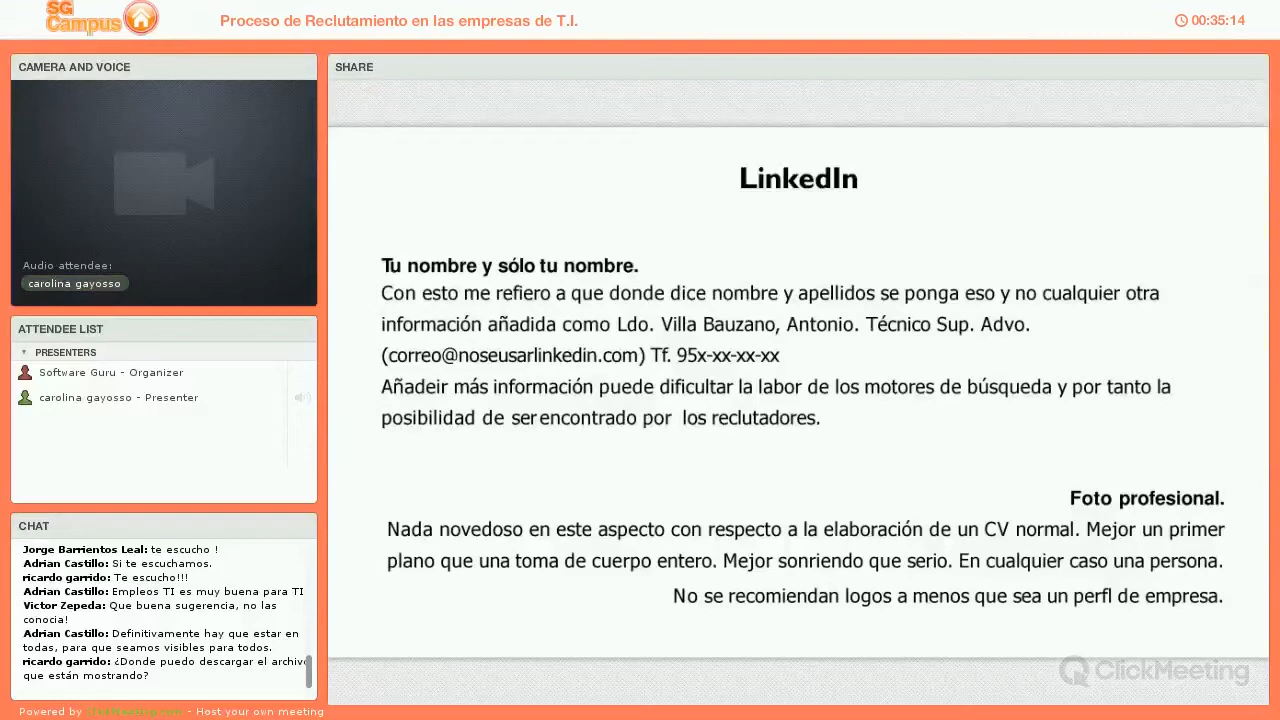 SG
Campus
Proceso de Reclutamiento en las empresas de T.I.
00:35:14
CAMERA AND VOICE
Audio attendee:
carolina gayosso
ATTENDEE LIST
PRESENTERS
Software Guru - Organizer
carolina gayosso - Presenter
CHAT
Jorge Barrientos Leal: te escucho !
Adrian Castillo: Si te escuchamos.
ricardo garrido: Te escucho!!!
Adrian Castillo: Empleos TI es muy buena para TI
Victor Zepeda: Que buena sugerencia, no las
conocia!
Adrian Castillo: Definitivamente hay que estar en
todas, para que seamos visibles para todos.
ricardo garrido: ¿Donde puedo descargar el archivo
que están mostrando?
Powered by ClickMeeting.com - Host your own meeting
SHARE
LinkedIn
Tu nombre y sólo tu nombre.
Con esto me refiero a que donde dice nombre y apellidos se ponga eso y no cualquier otra
información añadida como Ldo. Villa Bauzano, Antonio. Técnico Sup. Advo.
(correo@noseusarlinkedin.com) Tf. 95x-xx-xx-xx
Añadeir más información puede dificultar la labor de los motores de búsqueda y por tanto la
posibilidad de ser encontrado por los reclutadores.
Foto profesional.
Nada novedoso en este aspecto con respecto a la elaboración de un CV normal. Mejor un primer
plano que una toma de cuerpo entero. Mejor sonriendo que serio. En cualquier caso una persona.
No se recomiendan logos a menos que sea un perfl de empresa.
ClickMeeting